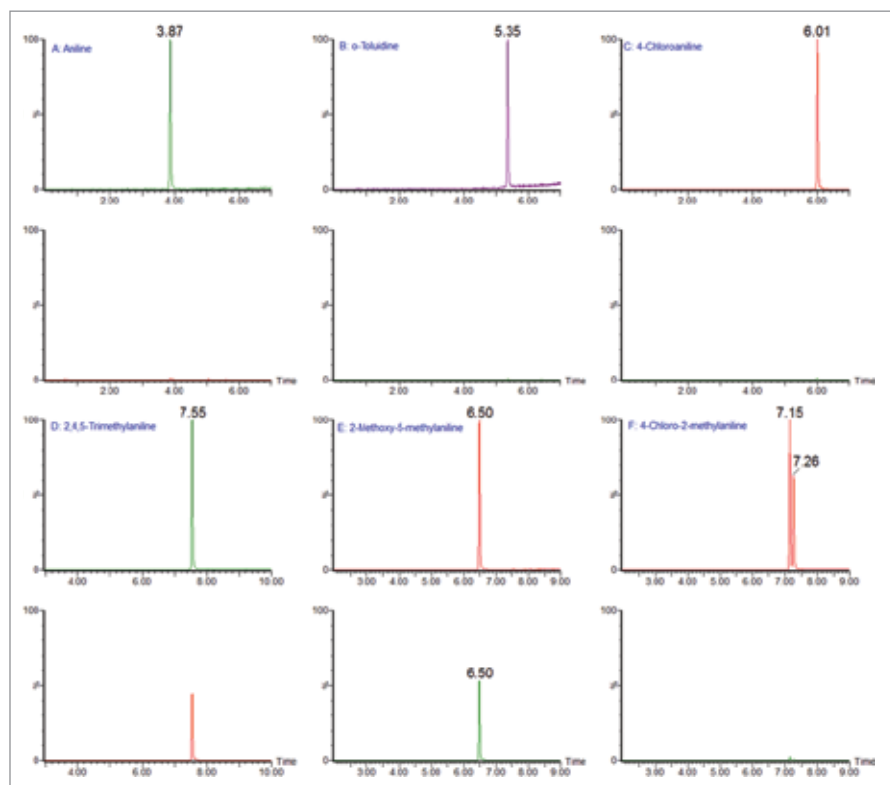 3.87 5.35 6.01
100 100 100
A: Aniline B: o-Toluidine C: 4-Chloroaniline
% % %
0 0 0
2.00 4.00 6.00 2.00 4.00 6.00 2.00 4.00 6.00
100 100 100
% % %
0 Time 0 Time 0 Time
2.00 4.00 6.00 2.00 4.00 6.00 2.00 4.00 6.00
7.55 6.50 7.15
100 100 100
D: 2,4,5-Trimethylaniline E: 2-Nethoxy-5-methylaniline F: 4-Chloro-2-methylaniline
7.26
% % %
0 0 0
4.00 6.00 8.00 10.00 3.00 4.00 5.00 6.00 7.00 8.00 9.00 3.00 4.00 5.00 6.00 7.00 8.00 9.00
100 100 100
6.50
% % %
0 Time 0 Time 0 Time
4.00 6.00 8.00 10.00 3.00 4.00 5.00 6.00 7.00 8.00 9.00 3.00 4.00 5.00 6.00 7.00 8.00 9.00